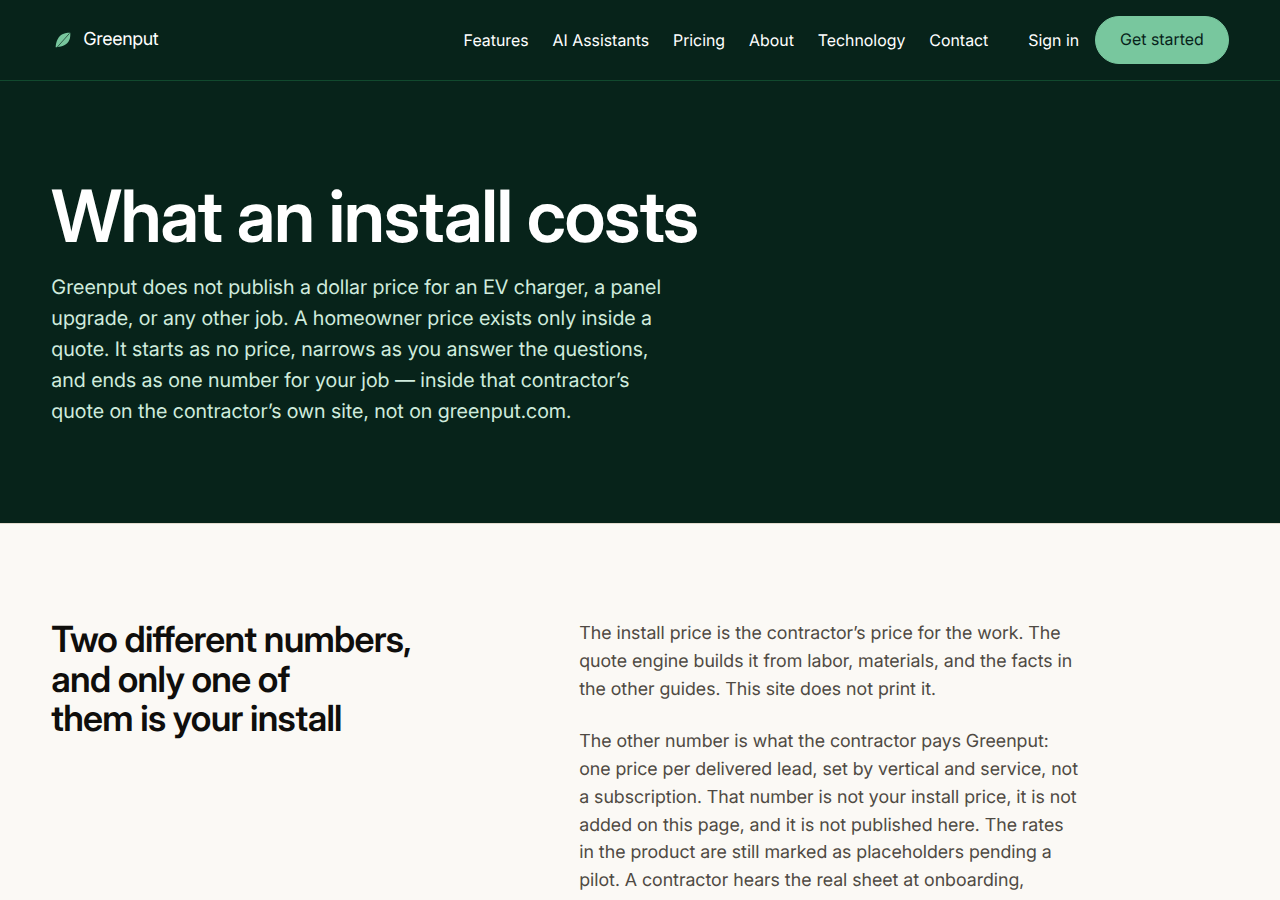 Greenput
Features AI Assistants Pricing About Technology Contact Sign in Get started
What an install costs
Greenput does not publish a dollar price for an EV charger, a panel
upgrade, or any other job. A homeowner price exists only inside a
quote. It starts as no price, narrows as you answer the questions,
and ends as one number for your job — inside that contractor’s
quote on the contractor’s own site, not on greenput.com.
Two different numbers,
and only one of
them is your install
The install price is the contractor’s price for the work. The
quote engine builds it from labor, materials, and the facts in
the other guides. This site does not print it.
The other number is what the contractor pays Greenput:
one price per delivered lead, set by vertical and service, not
a subscription. That number is not your install price, it is not
added on this page, and it is not published here. The rates
in the product are still marked as placeholders pending a
pilot. A contractor hears the real sheet at onboarding,